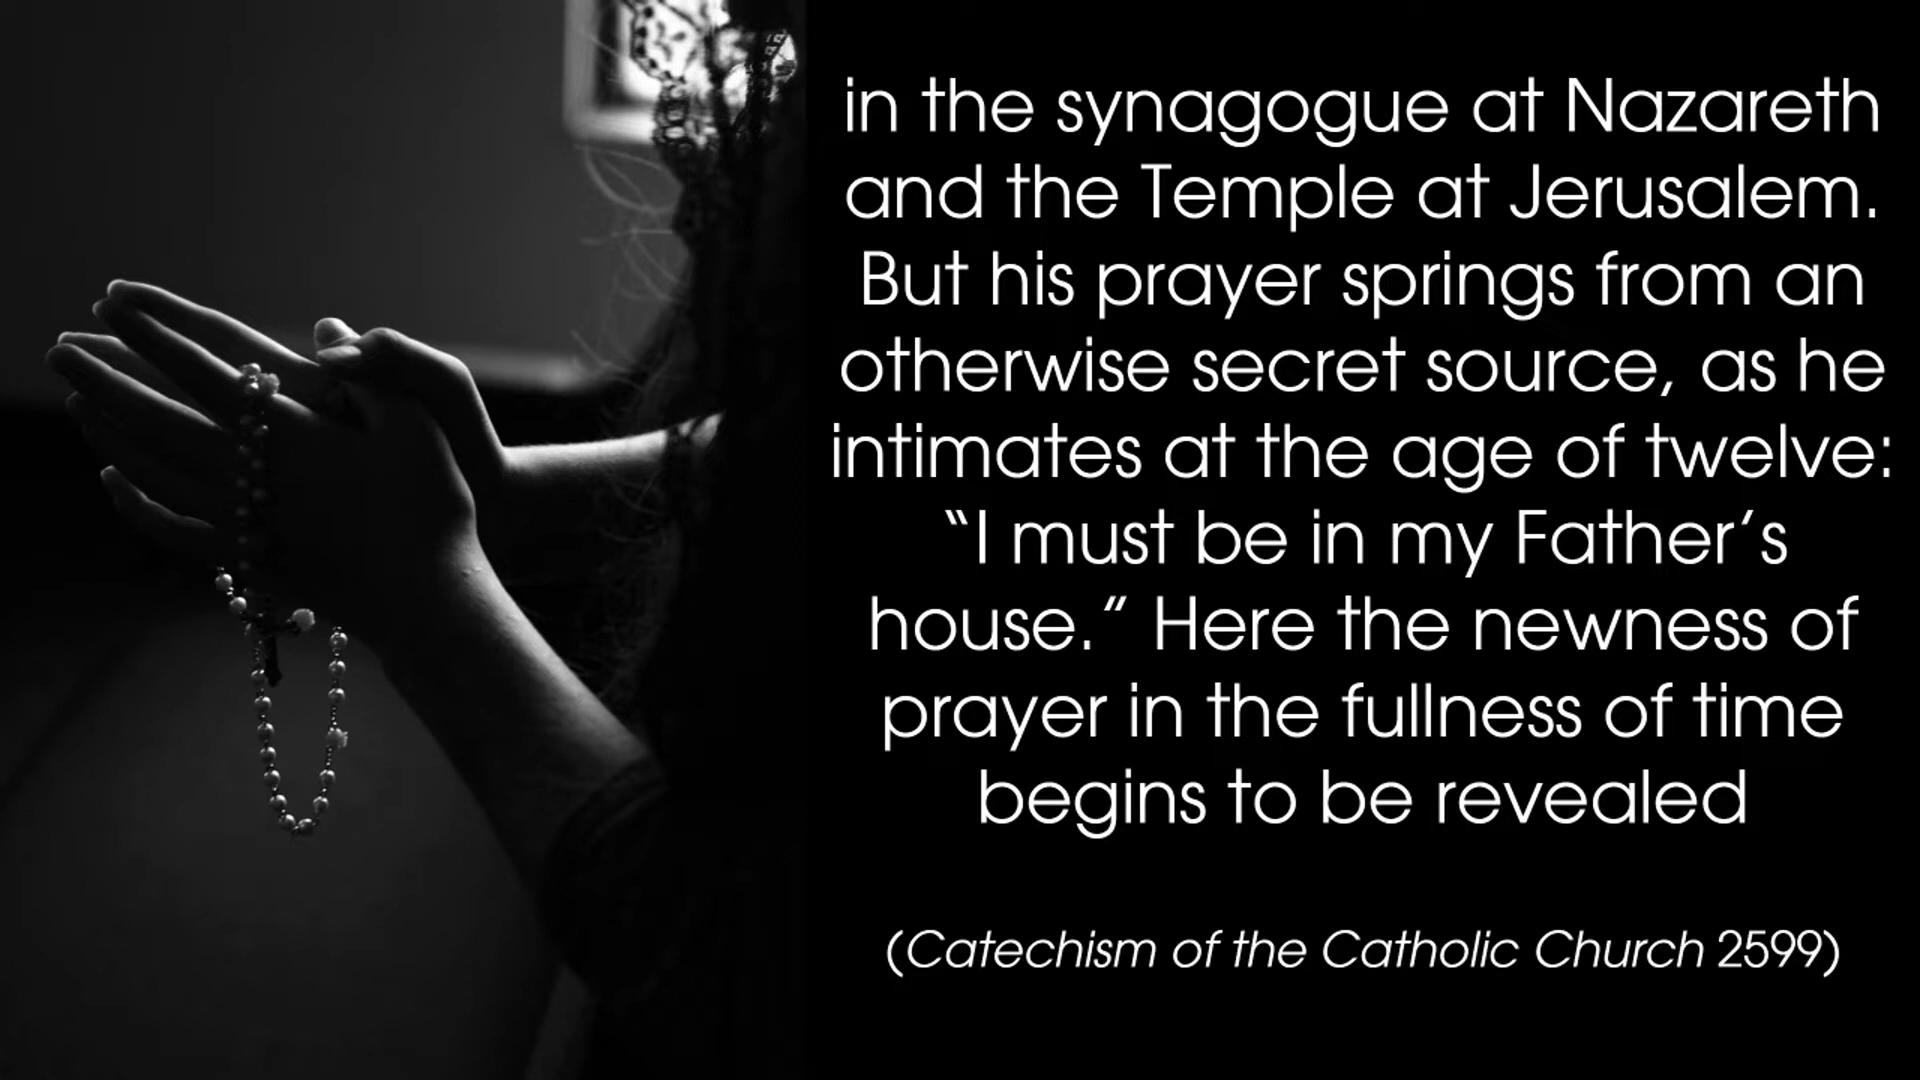 in the synagogue at Nazareth
and the Temple at Jerusalem.
But his prayer springs from an
otherwise secret source, as he
intimates at the age of twelve:
“I must be in my Father’s
house.” Here the newness of
prayer in the fullness of time
begins to be revealed
(Catechism of the Catholic Church 2599)